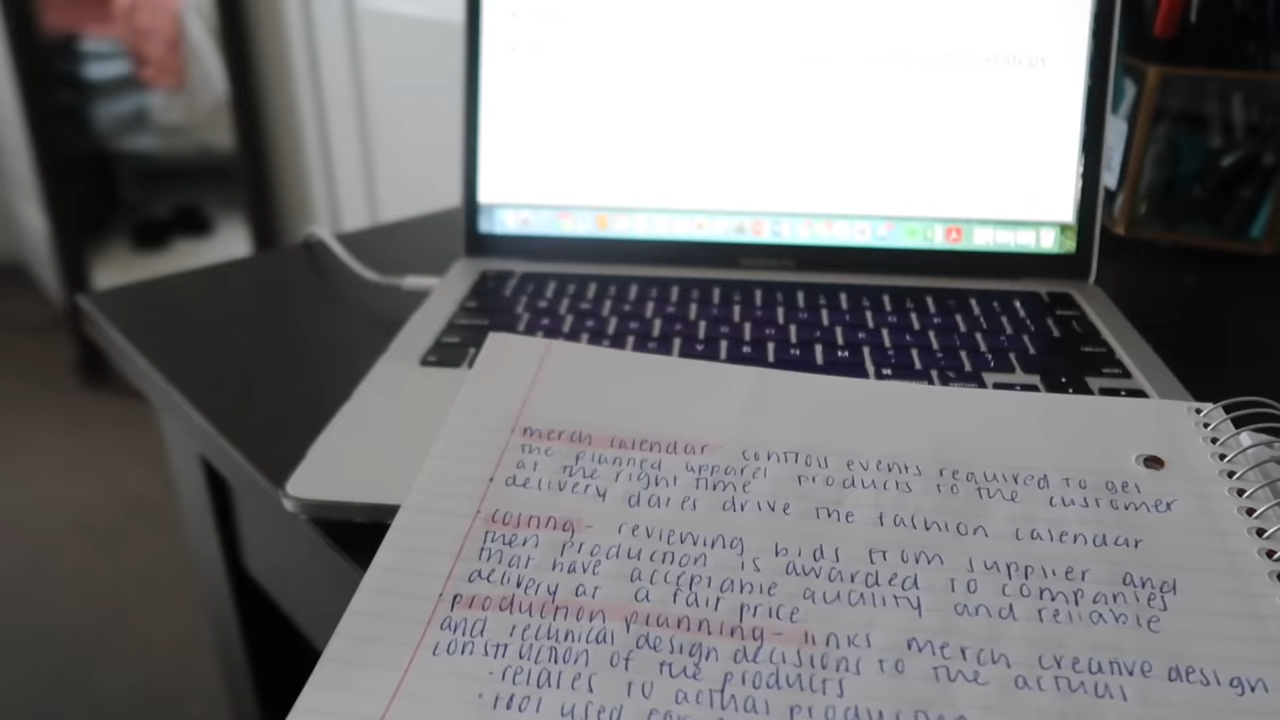 merch calendar - controls events required to get
the planned apparel products to the customer
at the right time
delivery dates drive the fashion calendar
costing - reviewing bids from supplier and
then production is awarded to companies
that have acceptable quality and reliable
delivery at a fair price
production planning - links merch creative design
and technical design decisions to the actual
construction of the products
· relates to actual production
· tool used for